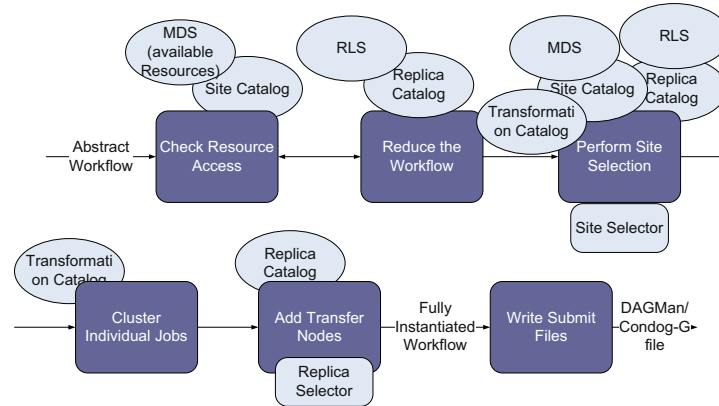 MDS
(available
Resources)
Site Catalog
RLS
Replica
Catalog
MDS
RLS
Site Catalog
Replica
Catalog
Transformati
on Catalog
Abstract
Workflow
Check Resource
Access
Reduce the
Workflow
Perform Site
Selection
Site Selector
Transformati
on Catalog
Replica
Catalog
Cluster
Individual Jobs
Add Transfer
Nodes
Replica
Selector
Fully
Instantiated
Workflow
Write Submit
Files
DAGMan/
Condog-G
file